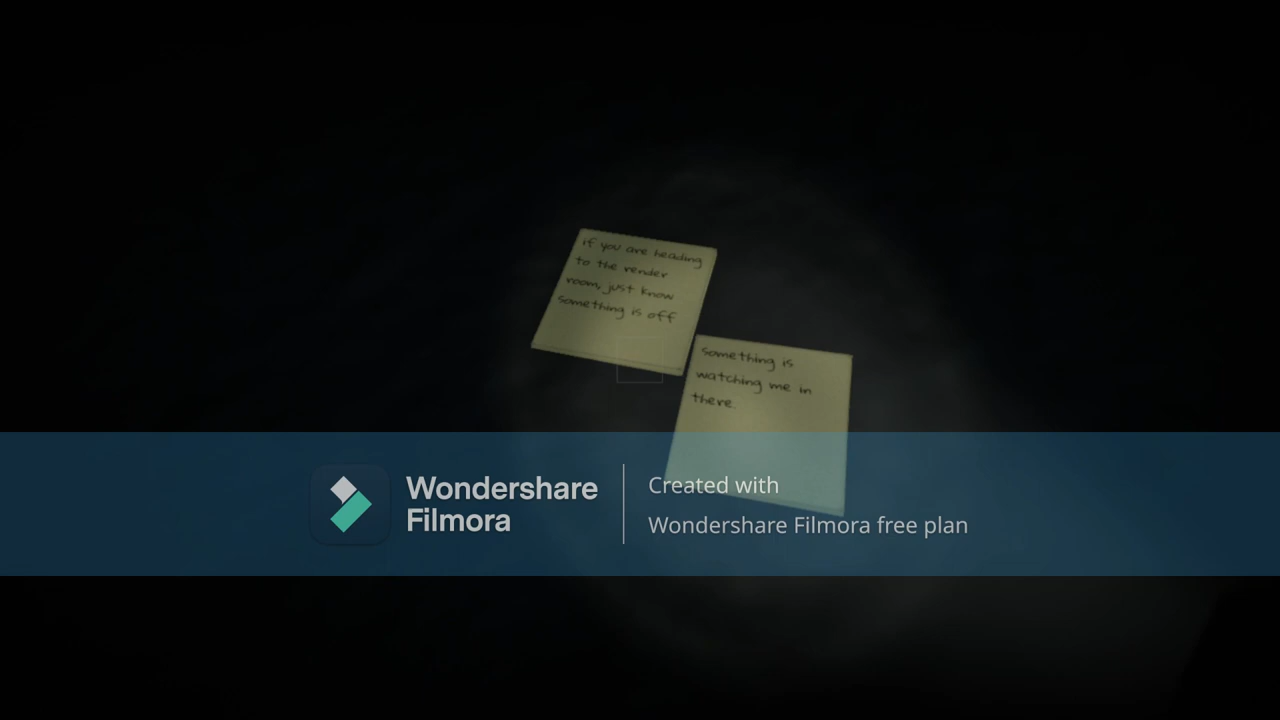 if you are heading
to the render
room, just know
something is off
something is
watching me in
there.
Wondershare
Filmora
Created with
Wondershare Filmora free plan